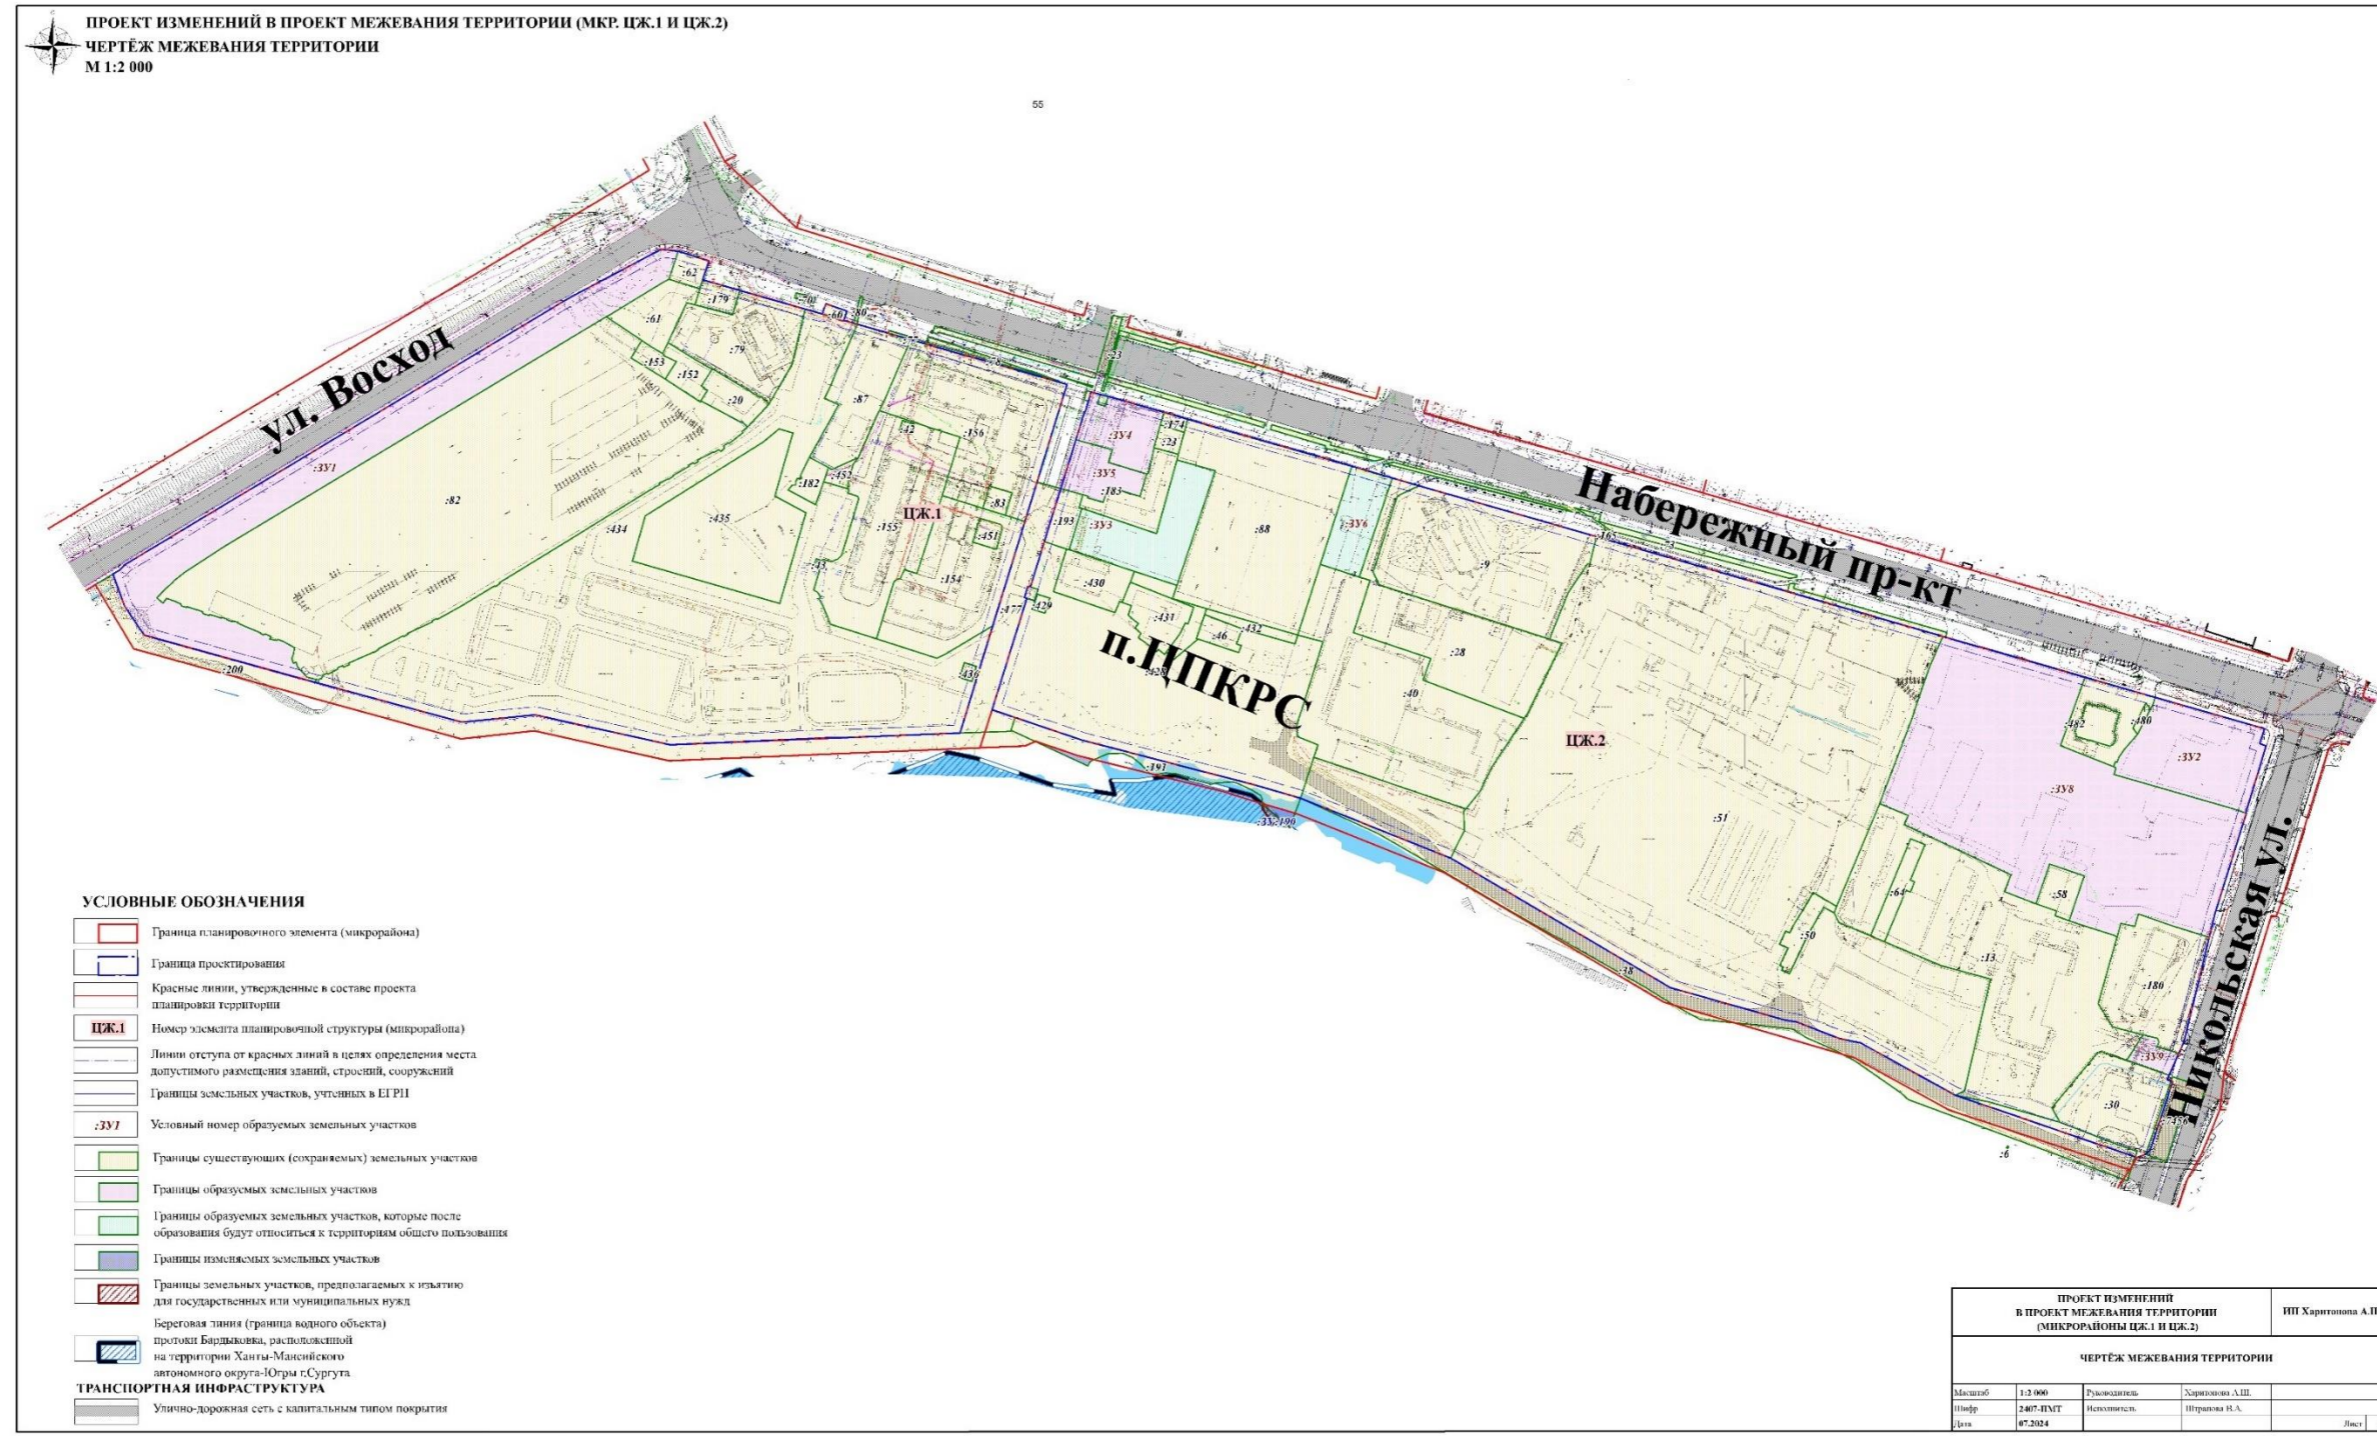 ПРОЕКТ ИЗМЕНЕНИЙ В ПРОЕКТ МЕЖЕВАНИЯ ТЕРРИТОРИИ (МКР. ЦЖ.1 И ЦЖ.2)
ЧЕРТЁЖ МЕЖЕВАНИЯ ТЕРРИТОРИИ
М 1:2 000
55
ул. Восход
Набережный пр-кт
п.ЦПКРС
Никольская ул.
ЦЖ.1
ЦЖ.2
:62
:179
:61
:601
:80
:79
:153
:152
:20
:87
:23
:ЗУ1
:82
:42
:156
:ЗУ4
:174
:23
:ЗУ5
:183
:182
:452
:435
:434
:155
:83
:451
:193
:ЗУ3
:88
:ЗУ6
:9
:43
:154
:430
:177
:429
:431
:46
:432
:28
:40
:200
:436
:191
:482
:480
:ЗУ2
:ЗУ8
:51
:64
:58
:50
:13
:38
:180
:ЗУ9
:30
:6
УСЛОВНЫЕ ОБОЗНАЧЕНИЯ
Граница планировочного элемента (микрорайона)
Граница проектирования
Красные линии, утвержденные в составе проекта
планировки территории
ЦЖ.1 Номер элемента планировочной структуры (микрорайона)
Линии отступа от красных линий в целях определения места
допустимого размещения зданий, строений, сооружений
Границы земельных участков, учтенных в ЕГРН
:ЗУ1 Условный номер образуемых земельных участков
Границы существующих (сохраняемых) земельных участков
Границы образуемых земельных участков
Границы образуемых земельных участков, которые после
образования будут относиться к территориям общего пользования
Границы изменяемых земельных участков
Границы земельных участков, предполагаемых к изъятию
для государственных или муниципальных нужд
Береговая линия (граница водного объекта)
протоки Бардыковка, расположенной
на территории Ханты-Мансийского
автономного округа-Югры г.Сургута
ТРАНСПОРТНАЯ ИНФРАСТРУКТУРА
Улично-дорожная сеть с капитальным типом покрытия
ПРОЕКТ ИЗМЕНЕНИЙ
В ПРОЕКТ МЕЖЕВАНИЯ ТЕРРИТОРИИ
(МИКРОРАЙОНЫ ЦЖ.1 И ЦЖ.2)
ИП Харитонова А.Ш
ЧЕРТЁЖ МЕЖЕВАНИЯ ТЕРРИТОРИИ
Масштаб 1:2 000 Руководитель Харитонова А.Ш.
Шифр 2407-ПМТ Исполнитель
Дата 07.2024 Лист